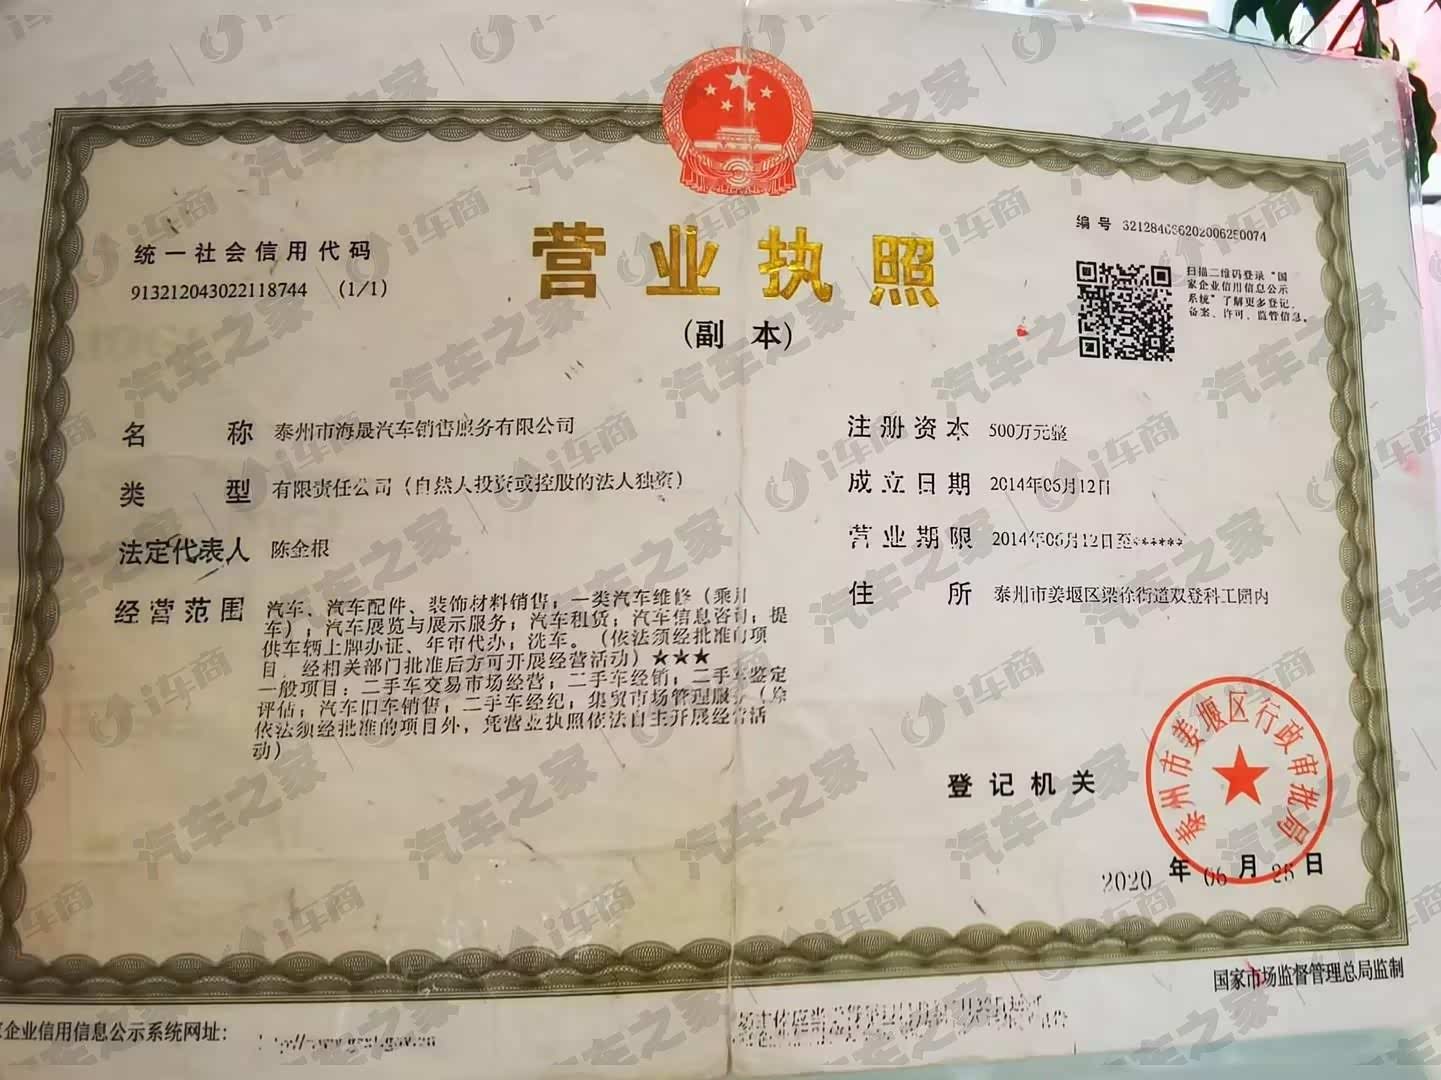 统一社会信用代码
913212043022118744 (1/1)
营业执照
(副 本)
编 号
扫描二维码登录“国
家企业信用信息公示
系统”了解更多登记、
备案、许可、监管信息。
名 称 泰州市海晟汽车销售服务有限公司
类 型 有限责任公司(自然人投资或控股的法人独资)
法定代表人 陈金根
经营范围 汽车、汽车配件、装饰材料销售;一类汽车维修(乘用
车);汽车展览与展示服务;汽车租赁;汽车信息咨询;提
供车辆上牌办证、年审代办;洗车。(依法须经批准的项
目,经相关部门批准后方可开展经营活动)★★★
一般项目:二手车交易市场经营;二手车经销;二手车鉴定
评估;汽车旧车销售;二手车经纪;集贸市场管理服务(除
依法须经批准的项目外,凭营业执照依法自主开展经营活
动)
注册资本 500万元整
成立日期 2014年06月12日
营业期限 2014年06月12日至******
住 所 泰州市姜堰区梁徐街道双登科工园内
登记机关
泰州市姜堰区行政审批局
2020 年 06 月 28 日
国家市场监督管理总局监制
家企业信用信息公示系统网址:
汽车之家 | i车商